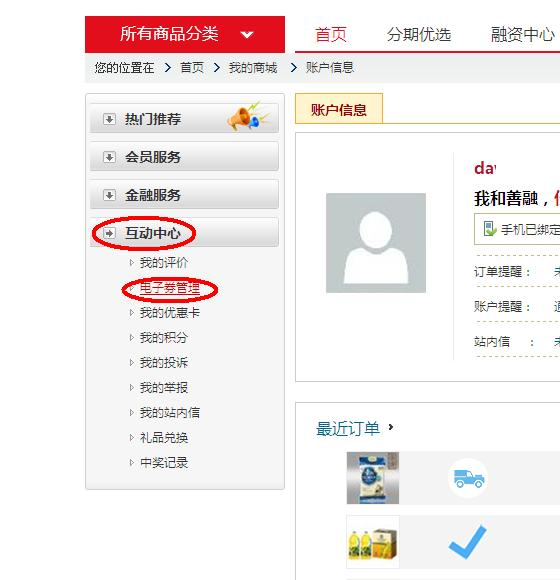 所有商品分类
首页 分期优选 融资中心
您的位置在 > 首页 > 我的商城 > 账户信息
热门推荐
会员服务
金融服务
互动中心
我的评价
电子券管理
我的优惠卡
我的积分
我的投诉
我的举报
我的站内信
礼品兑换
中奖记录
账户信息
dav
我和善融，
手机已绑定
订单提醒：
账户提醒：
站内信 ：
最近订单